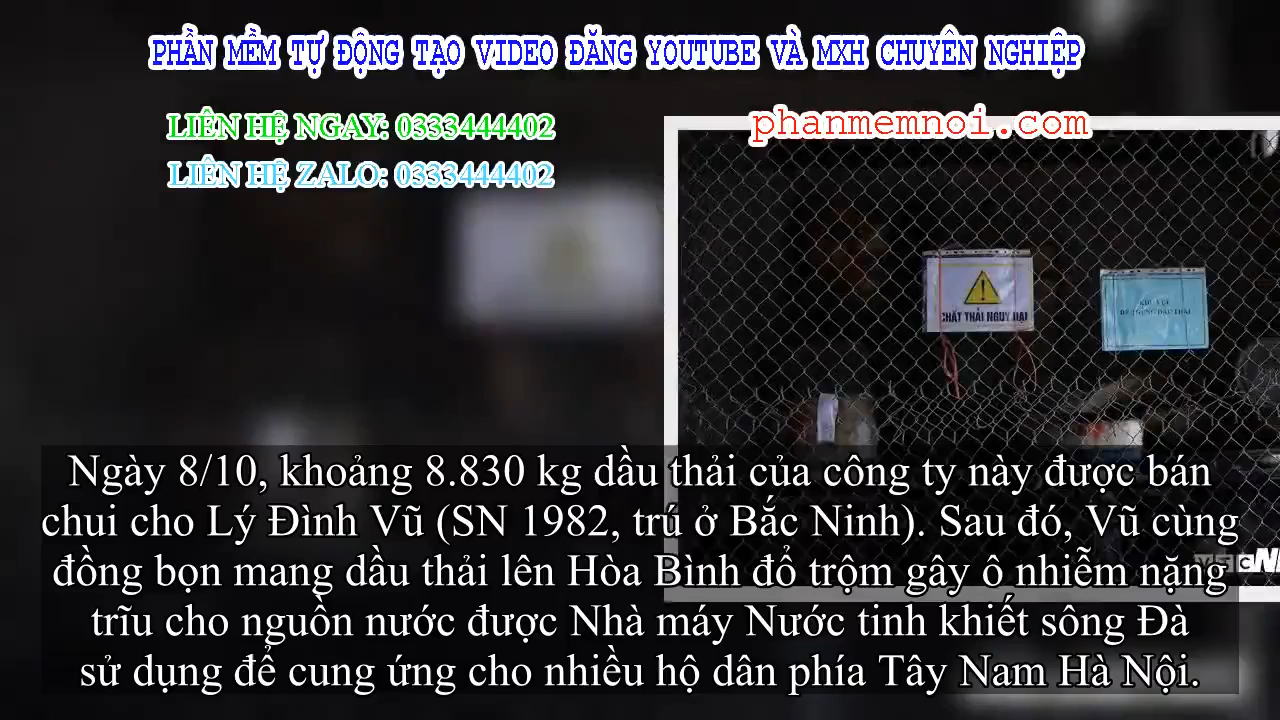 PHẦN MỀM TỰ ĐỘNG TẠO VIDEO ĐĂNG YOUTUBE VÀ MXH CHUYÊN NGHIỆP
LIÊN HỆ NGAY: 0333444402
phanmemnoi.com
LIÊN HỆ ZALO: 0333444402
CHẤT THẢI NGUY HẠI
KHU VỰC
Ngày 8/10, khoảng 8.830 kg dầu thải của công ty này được bán
chui cho Lý Đình Vũ (SN 1982, trú ở Bắc Ninh). Sau đó, Vũ cùng
đồng bọn mang dầu thải lên Hòa Bình đổ trộm gây ô nhiễm nặng
trĩu cho nguồn nước được Nhà máy Nước tinh khiết sông Đà
sử dụng để cung ứng cho nhiều hộ dân phía Tây Nam Hà Nội.